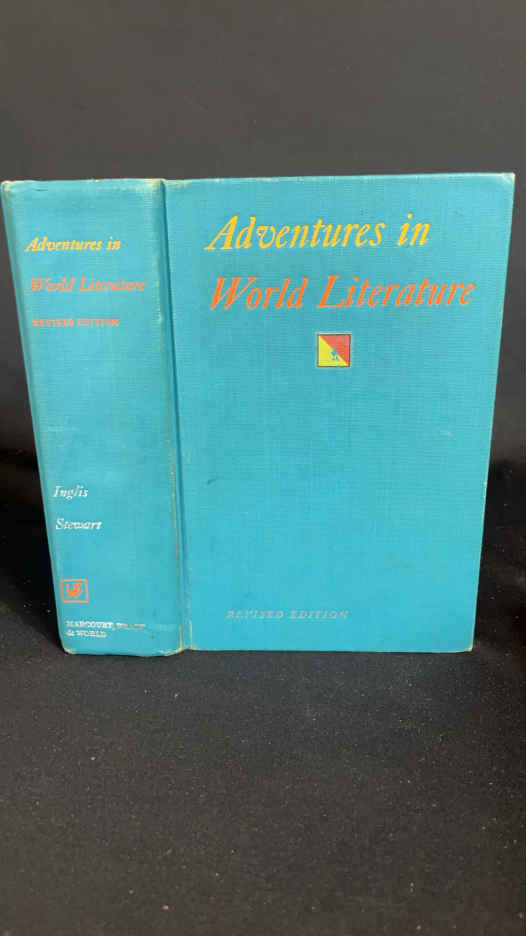 Adventures in
World Literature
REVISED EDITION
Inglis
Stewart
HARCOURT, BRACE
& WORLD
Adventures in
World Literature
REVISED EDITION